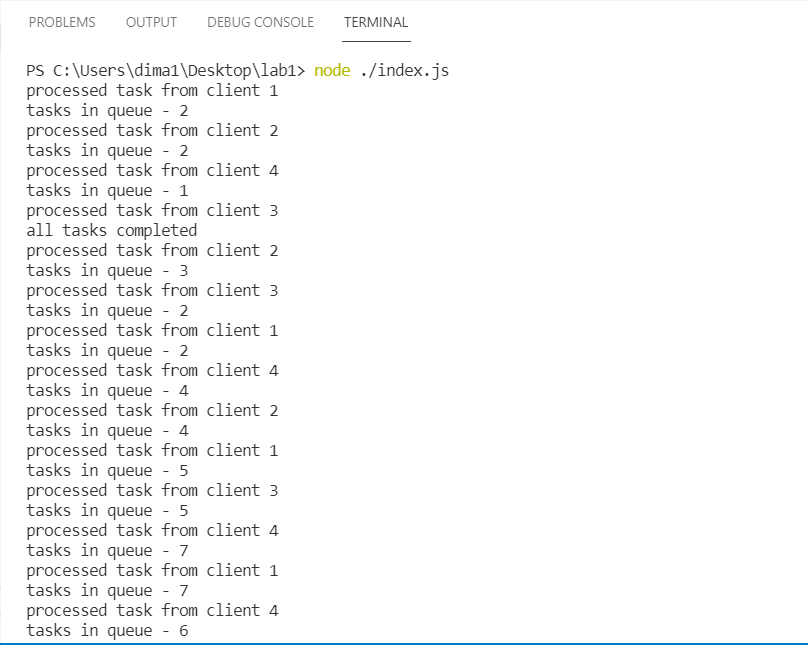 PROBLEMS OUTPUT DEBUG CONSOLE TERMINAL
PS C:\Users\dima1\Desktop\lab1> node ./index.js
processed task from client 1
tasks in queue - 2
processed task from client 2
tasks in queue - 2
processed task from client 4
tasks in queue - 1
processed task from client 3
all tasks completed
processed task from client 2
tasks in queue - 3
processed task from client 3
tasks in queue - 2
processed task from client 1
tasks in queue - 2
processed task from client 4
tasks in queue - 4
processed task from client 2
tasks in queue - 4
processed task from client 1
tasks in queue - 5
processed task from client 3
tasks in queue - 5
processed task from client 4
tasks in queue - 7
processed task from client 1
tasks in queue - 7
processed task from client 4
tasks in queue - 6